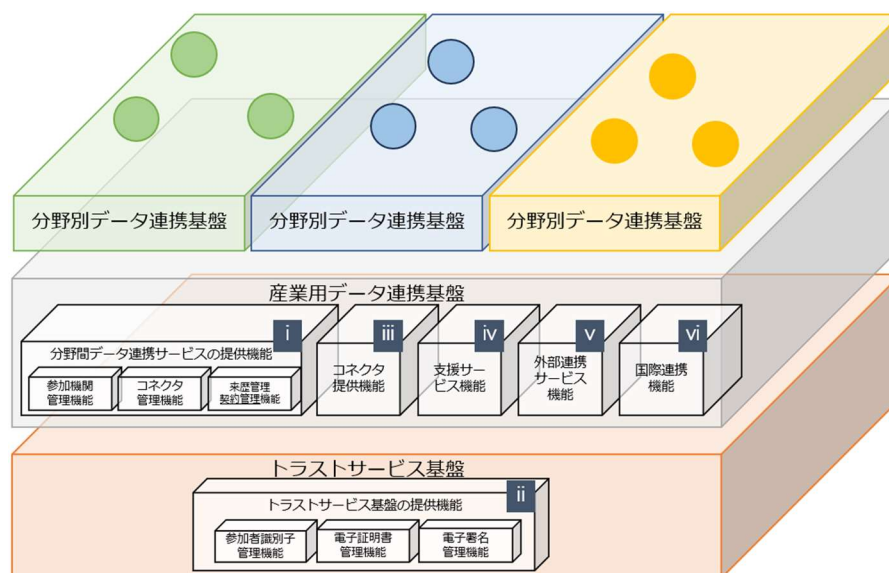 分野別データ連携基盤
分野別データ連携基盤
分野別データ連携基盤
産業用データ連携基盤
i
分野間データ連携サービスの提供機能
参加機関
管理機能
コネクタ
管理機能
来歴管理
契約管理機能
iii
コネクタ
提供機能
iv
支援サー
ビス機能
v
外部連携
サービス
機能
vi
国際連携
機能
トラストサービス基盤
ii
トラストサービス基盤の提供機能
参加者識別子
管理機能
電子証明書
管理機能
電子署名
管理機能